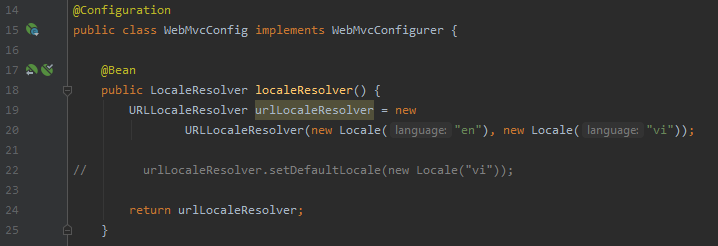 14 @Configuration
15 public class WebMvcConfig implements WebMvcConfigurer {
16
17 @Bean
18 public LocaleResolver localeResolver() {
19 URLLocaleResolver urlLocaleResolver = new
20 URLLocaleResolver(new Locale( language: "en"), new Locale( language: "vi"));
21
22 // urlLocaleResolver.setDefaultLocale(new Locale("vi"));
23
24 return urlLocaleResolver;
25 }